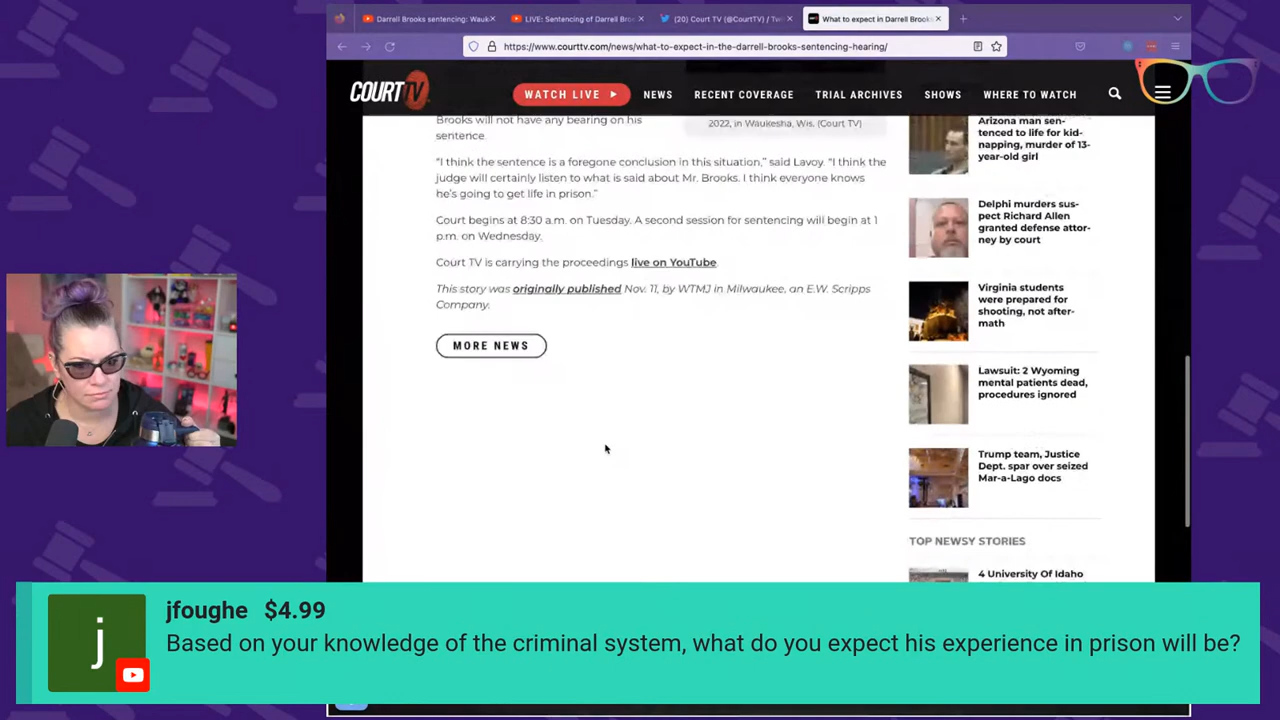 Darrell Brooks sentencing: Wauk
LIVE: Sentencing of Darrell Bro
(20) Court TV (@CourtTV) / Tw
What to expect in Darrell Brook
https://www.courttv.com/news/what-to-expect-in-the-darrell-brooks-sentencing-hearing/
COURT TV
WATCH LIVE
NEWS
RECENT COVERAGE
TRIAL ARCHIVES
SHOWS
WHERE TO WATCH
Brooks will not have any bearing on his
sentence.
2022, in Waukesha, Wis. (Court TV)
“I think the sentence is a foregone conclusion in this situation,” said Lavoy. “I think the
judge will certainly listen to what is said about Mr. Brooks. I think everyone knows
he’s going to get life in prison.”
Court begins at 8:30 a.m. on Tuesday. A second session for sentencing will begin at 1
p.m. on Wednesday.
Court TV is carrying the proceedings live on YouTube.
This story was originally published Nov. 11, by WTMJ in Milwaukee, an E.W. Scripps
Company.
MORE NEWS
Arizona man sen-
tenced to life for kid-
napping, murder of 13-
year-old girl
Delphi murders sus-
pect Richard Allen
granted defense attor-
ney by court
Virginia students
were prepared for
shooting, not after-
math
Lawsuit: 2 Wyoming
mental patients dead,
procedures ignored
Trump team, Justice
Dept. spar over seized
Mar-a-Lago docs
TOP NEWSY STORIES
4 University Of Idaho
j
jfoughe $4.99
Based on your knowledge of the criminal system, what do you expect his experience in prison will be?